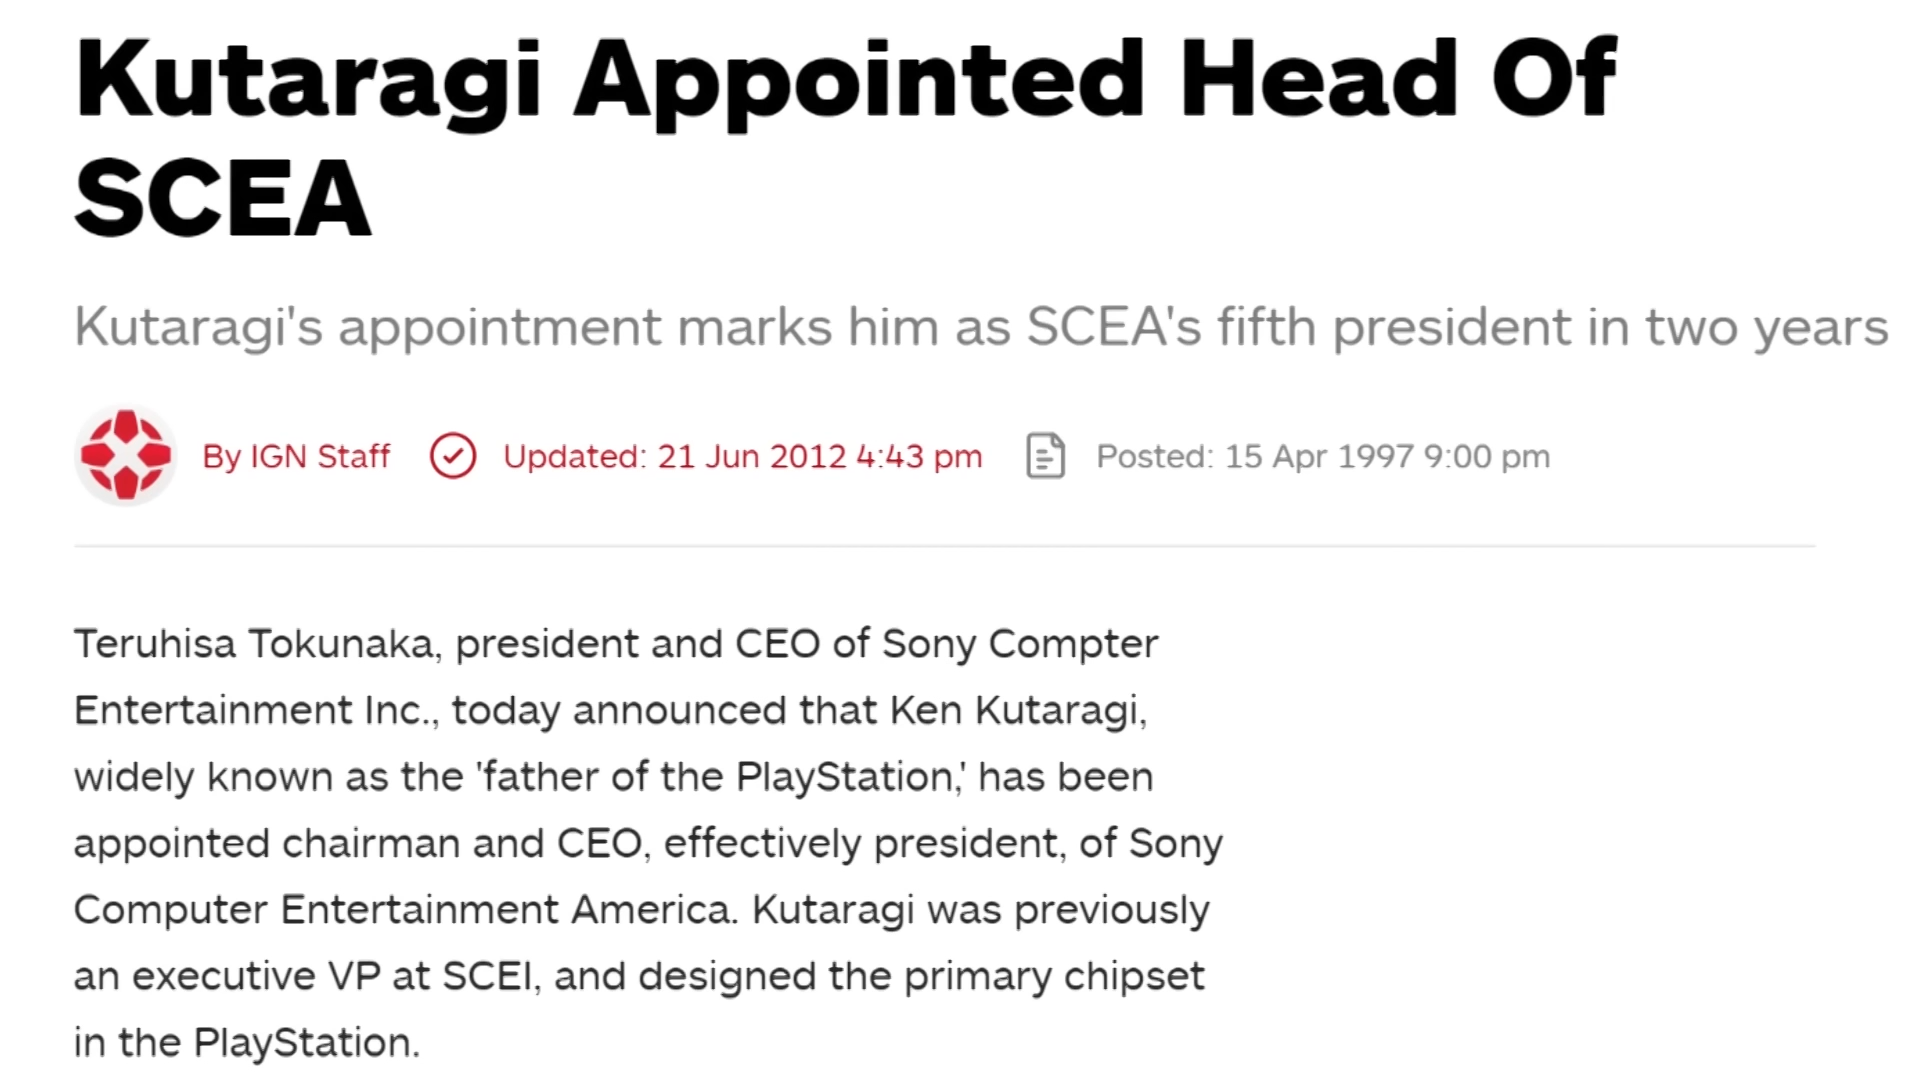 Kutaragi Appointed Head Of
SCEA
Kutaragi's appointment marks him as SCEA's fifth president in two years
By IGN Staff Updated: 21 Jun 2012 4:43 pm Posted: 15 Apr 1997 9:00 pm
Teruhisa Tokunaka, president and CEO of Sony Compter
Entertainment Inc., today announced that Ken Kutaragi,
widely known as the 'father of the PlayStation,' has been
appointed chairman and CEO, effectively president, of Sony
Computer Entertainment America. Kutaragi was previously
an executive VP at SCEI, and designed the primary chipset
in the PlayStation.